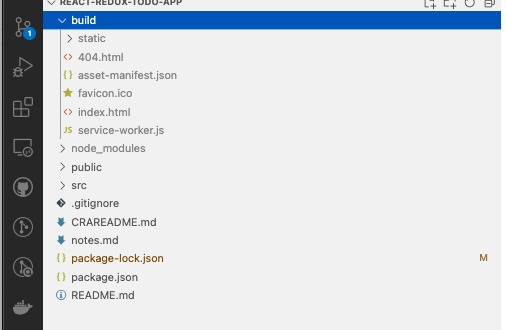 REACT-REDUX-TODO-APP
build
static
404.html
{} asset-manifest.json
favicon.ico
<> index.html
JS service-worker.js
node_modules
public
src
.gitignore
CRAREADME.md
notes.md
{} package-lock.json M
{} package.json
README.md
1